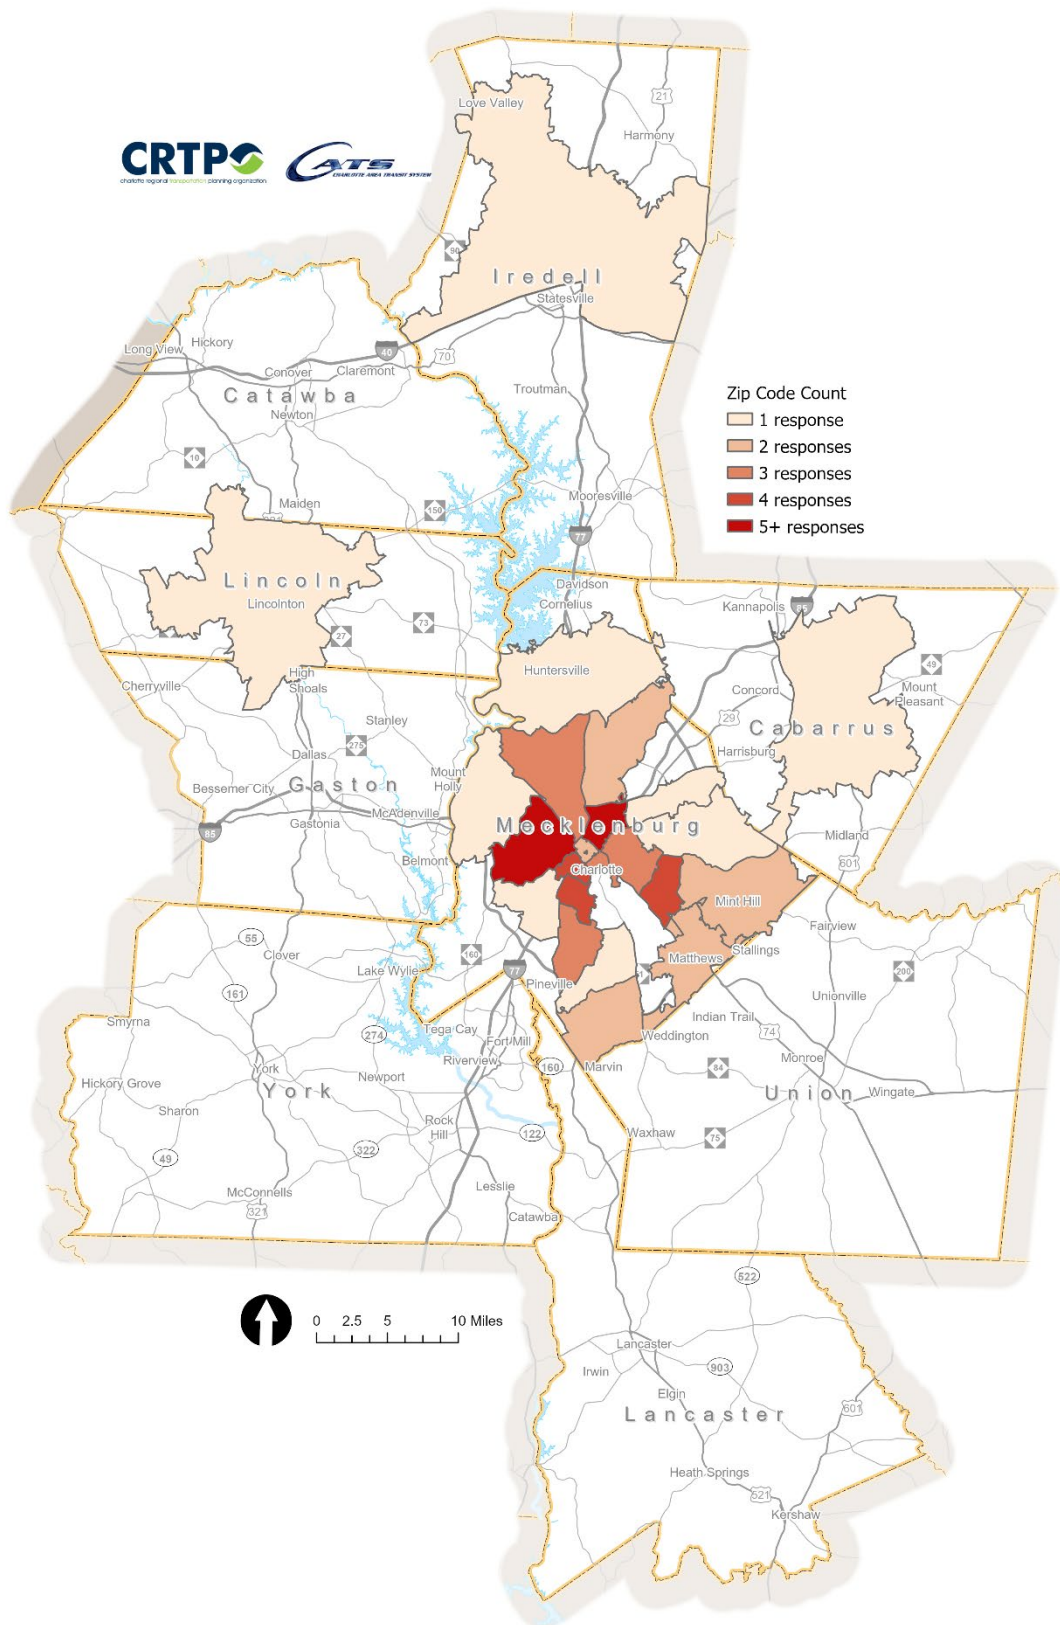 Love Valley
21
Harmony
CRTPO
charlotte regional transportation planning organization
CATS
CHARLOTTE AREA TRANSIT SYSTEM
90
Iredell
Statesville
Long View
Hickory
40
70
Conover
Claremont
Catawba
Newton
Troutman
Zip Code Count
1 response
2 responses
3 responses
4 responses
5+ responses
10
Maiden
321
150
Mooresville
77
Lincoln
Lincolnton
Davidson
Cornelius
Kannapolis
85
73
27
High
Shoals
Cherryville
Huntersville
49
Mount
Pleasant
Concord
29
Cabarrus
Harrisburg
Stanley
275
Dallas
Mount
Holly
Gaston
Bessemer City
McAdenville
Gastonia
85
Mecklenburg
Midland
601
Belmont
Charlotte
Mint Hill
Fairview
55
Clover
Lake Wylie
160
77
Pineville
51
Matthews
Stallings
200
161
Unionville
Smyrna
274
Tega Cay
Fort Mill
Indian Trail
74
Weddington
Riverview
160
Marvin
Monroe
84
Hickory Grove
York
York
Newport
Union
Wingate
Sharon
Rock
Hill
122
Waxhaw
75
49
322
McConnells
321
Lesslie
Catawba
522
0 2.5 5 10 Miles
Lancaster
Irwin
903
Elgin
Lancaster
601
Heath Springs
521
Kershaw